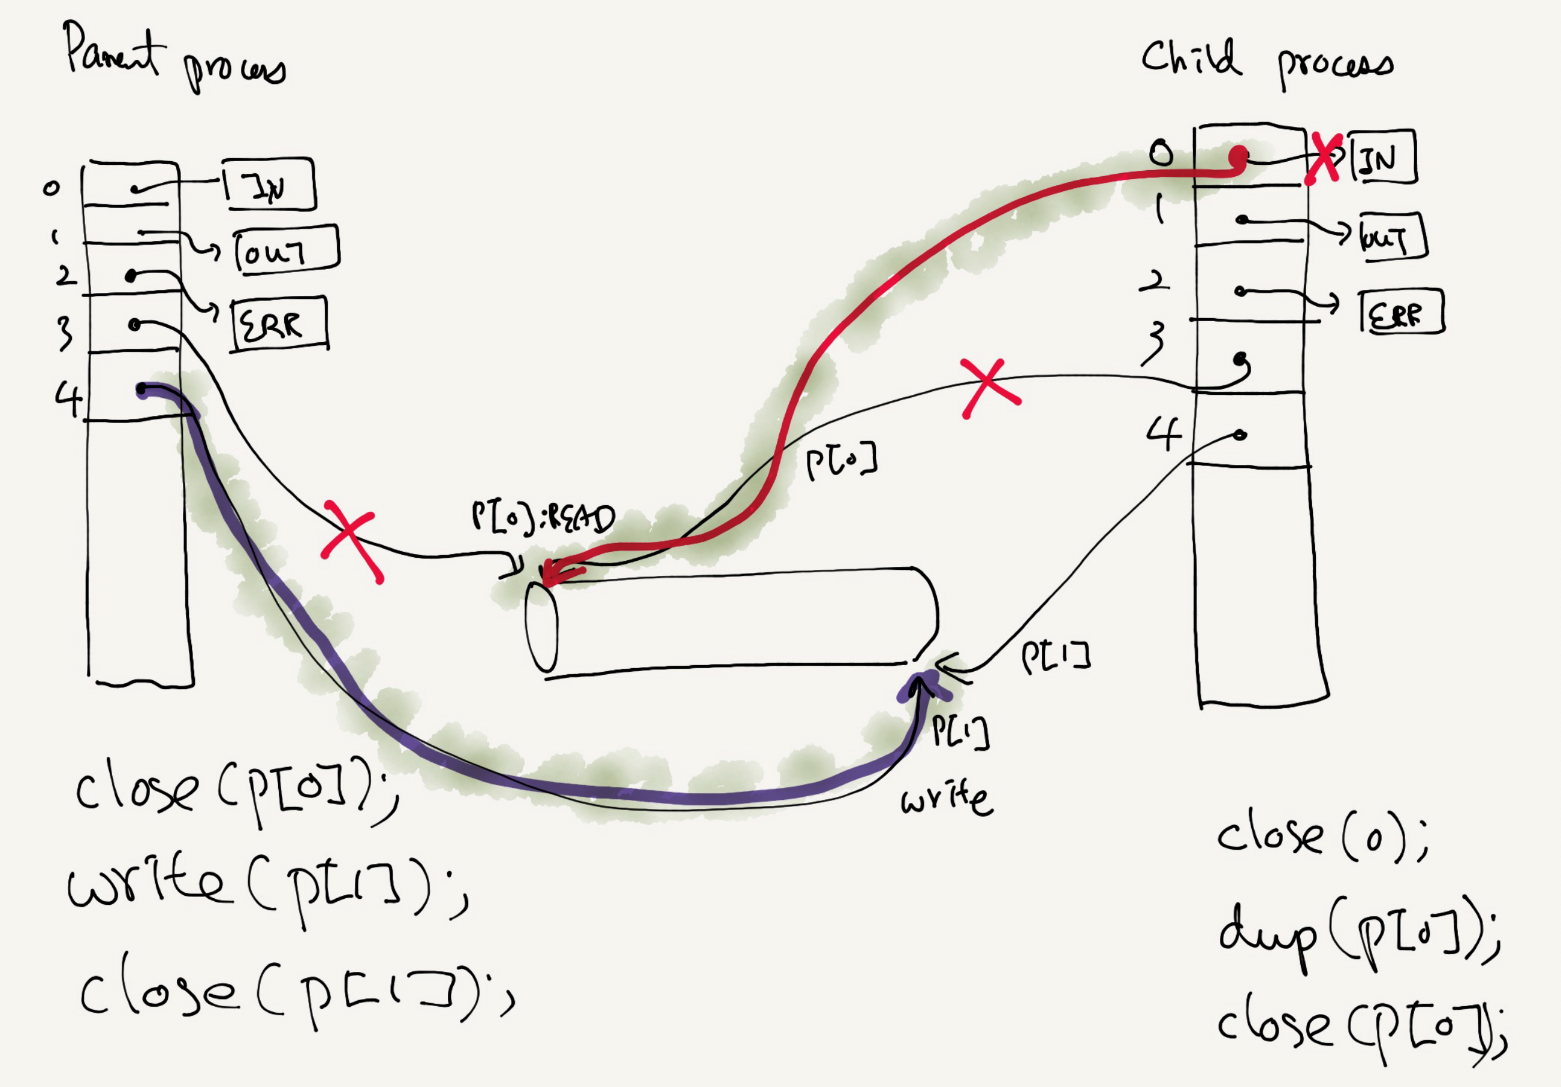 Parent process
Child process
0
IN
1
OUT
2
ERR
3
4
0
IN
1
OUT
2
ERR
3
4
p[0]
P[0]:READ
p[1]
P[1]
write
close(p[0]);
write(p[1]);
close(p[1]);
close(0);
dup(p[0]);
close(p[0]);